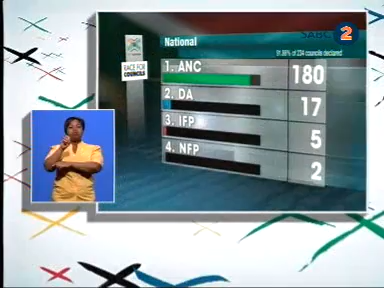 SABC 2
National
91.88% of 234 councils declared
RACE FOR
COUNCILS
1. ANC 180
2. DA 17
3. IFP 5
4. NFP 2